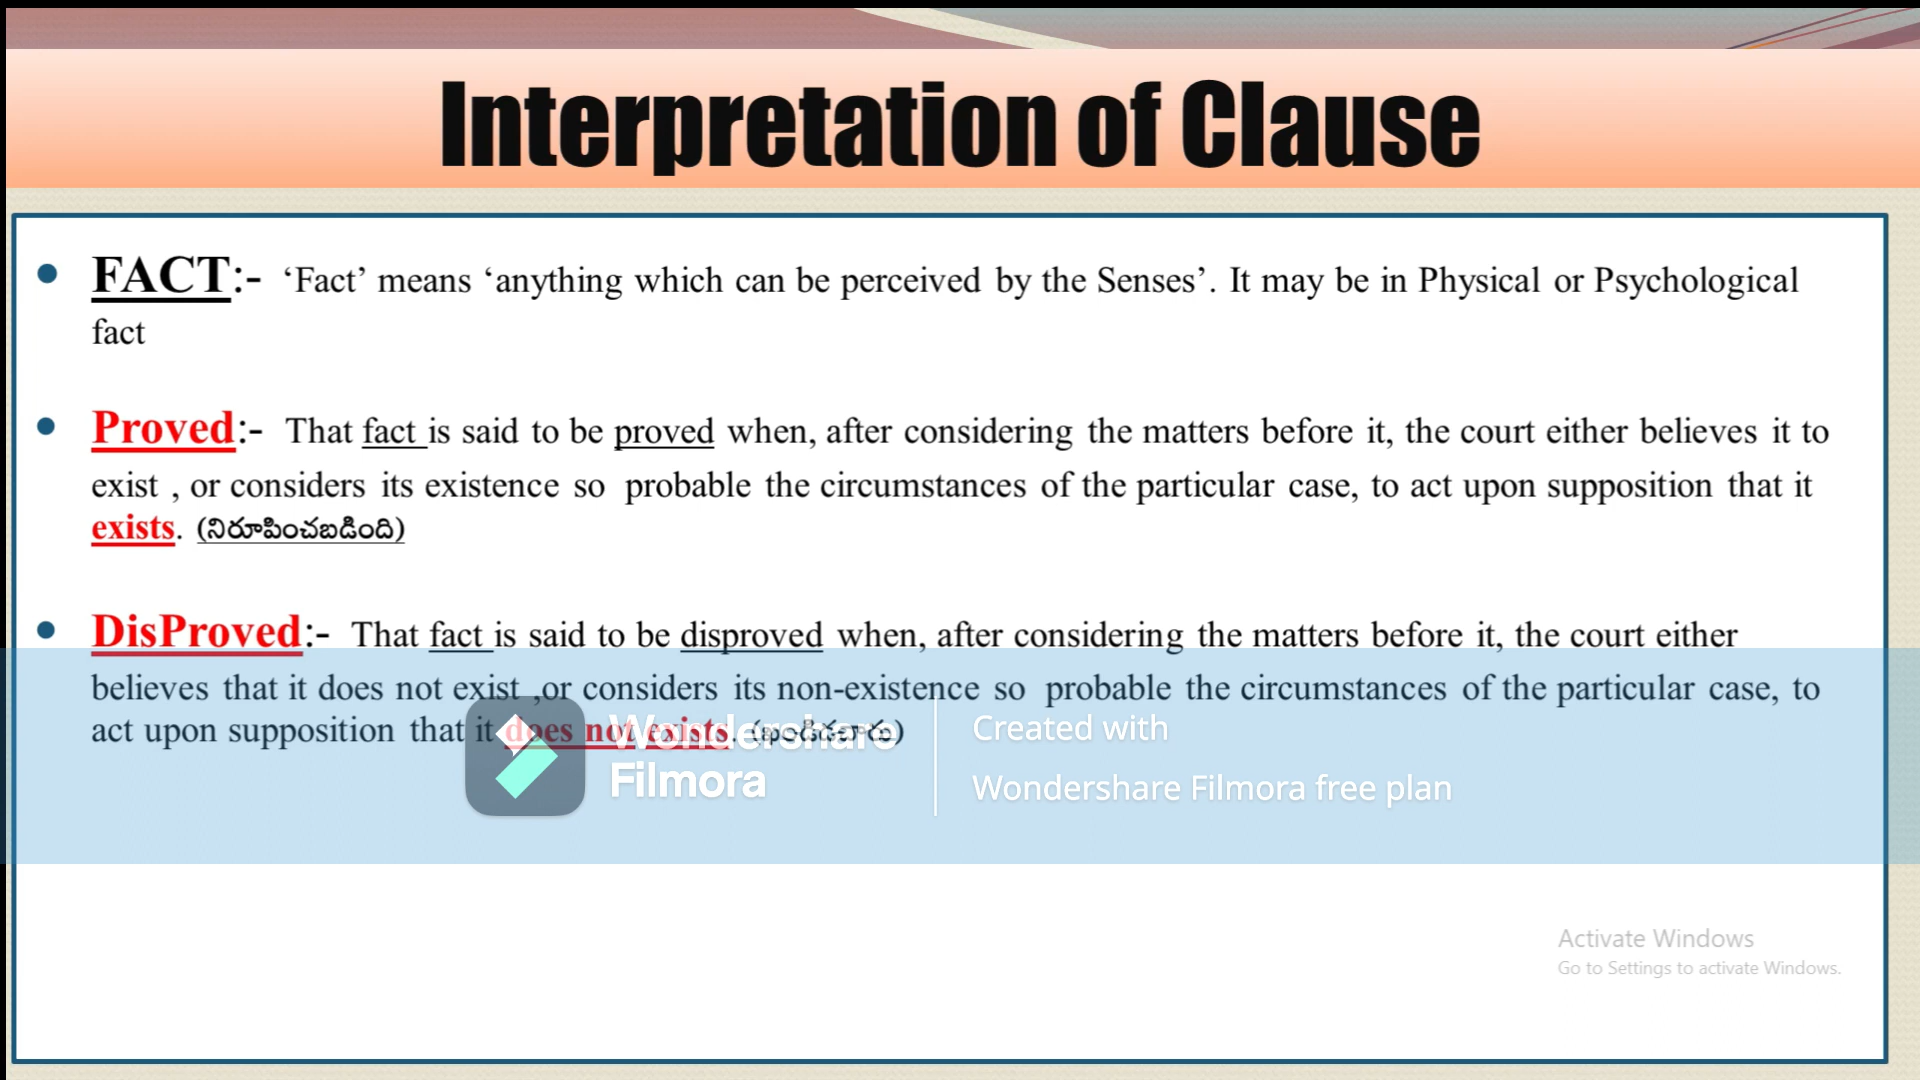 Interpretation of Clause
• FACT:- ‘Fact’ means ‘anything which can be perceived by the Senses’. It may be in Physical or Psychological
fact
• Proved:- That fact is said to be proved when, after considering the matters before it, the court either believes it to
exist , or considers its existence so probable the circumstances of the particular case, to act upon supposition that it
exists. (నిరూపించబడింది)
• DisProved:- That fact is said to be disproved when, after considering the matters before it, the court either
believes that it does not exist ,or considers its non-existence so probable the circumstances of the particular case, to
act upon supposition that it does not exists.
Wondershare
Filmora
Created with
Wondershare Filmora free plan
Activate Windows
Go to Settings to activate Windows.